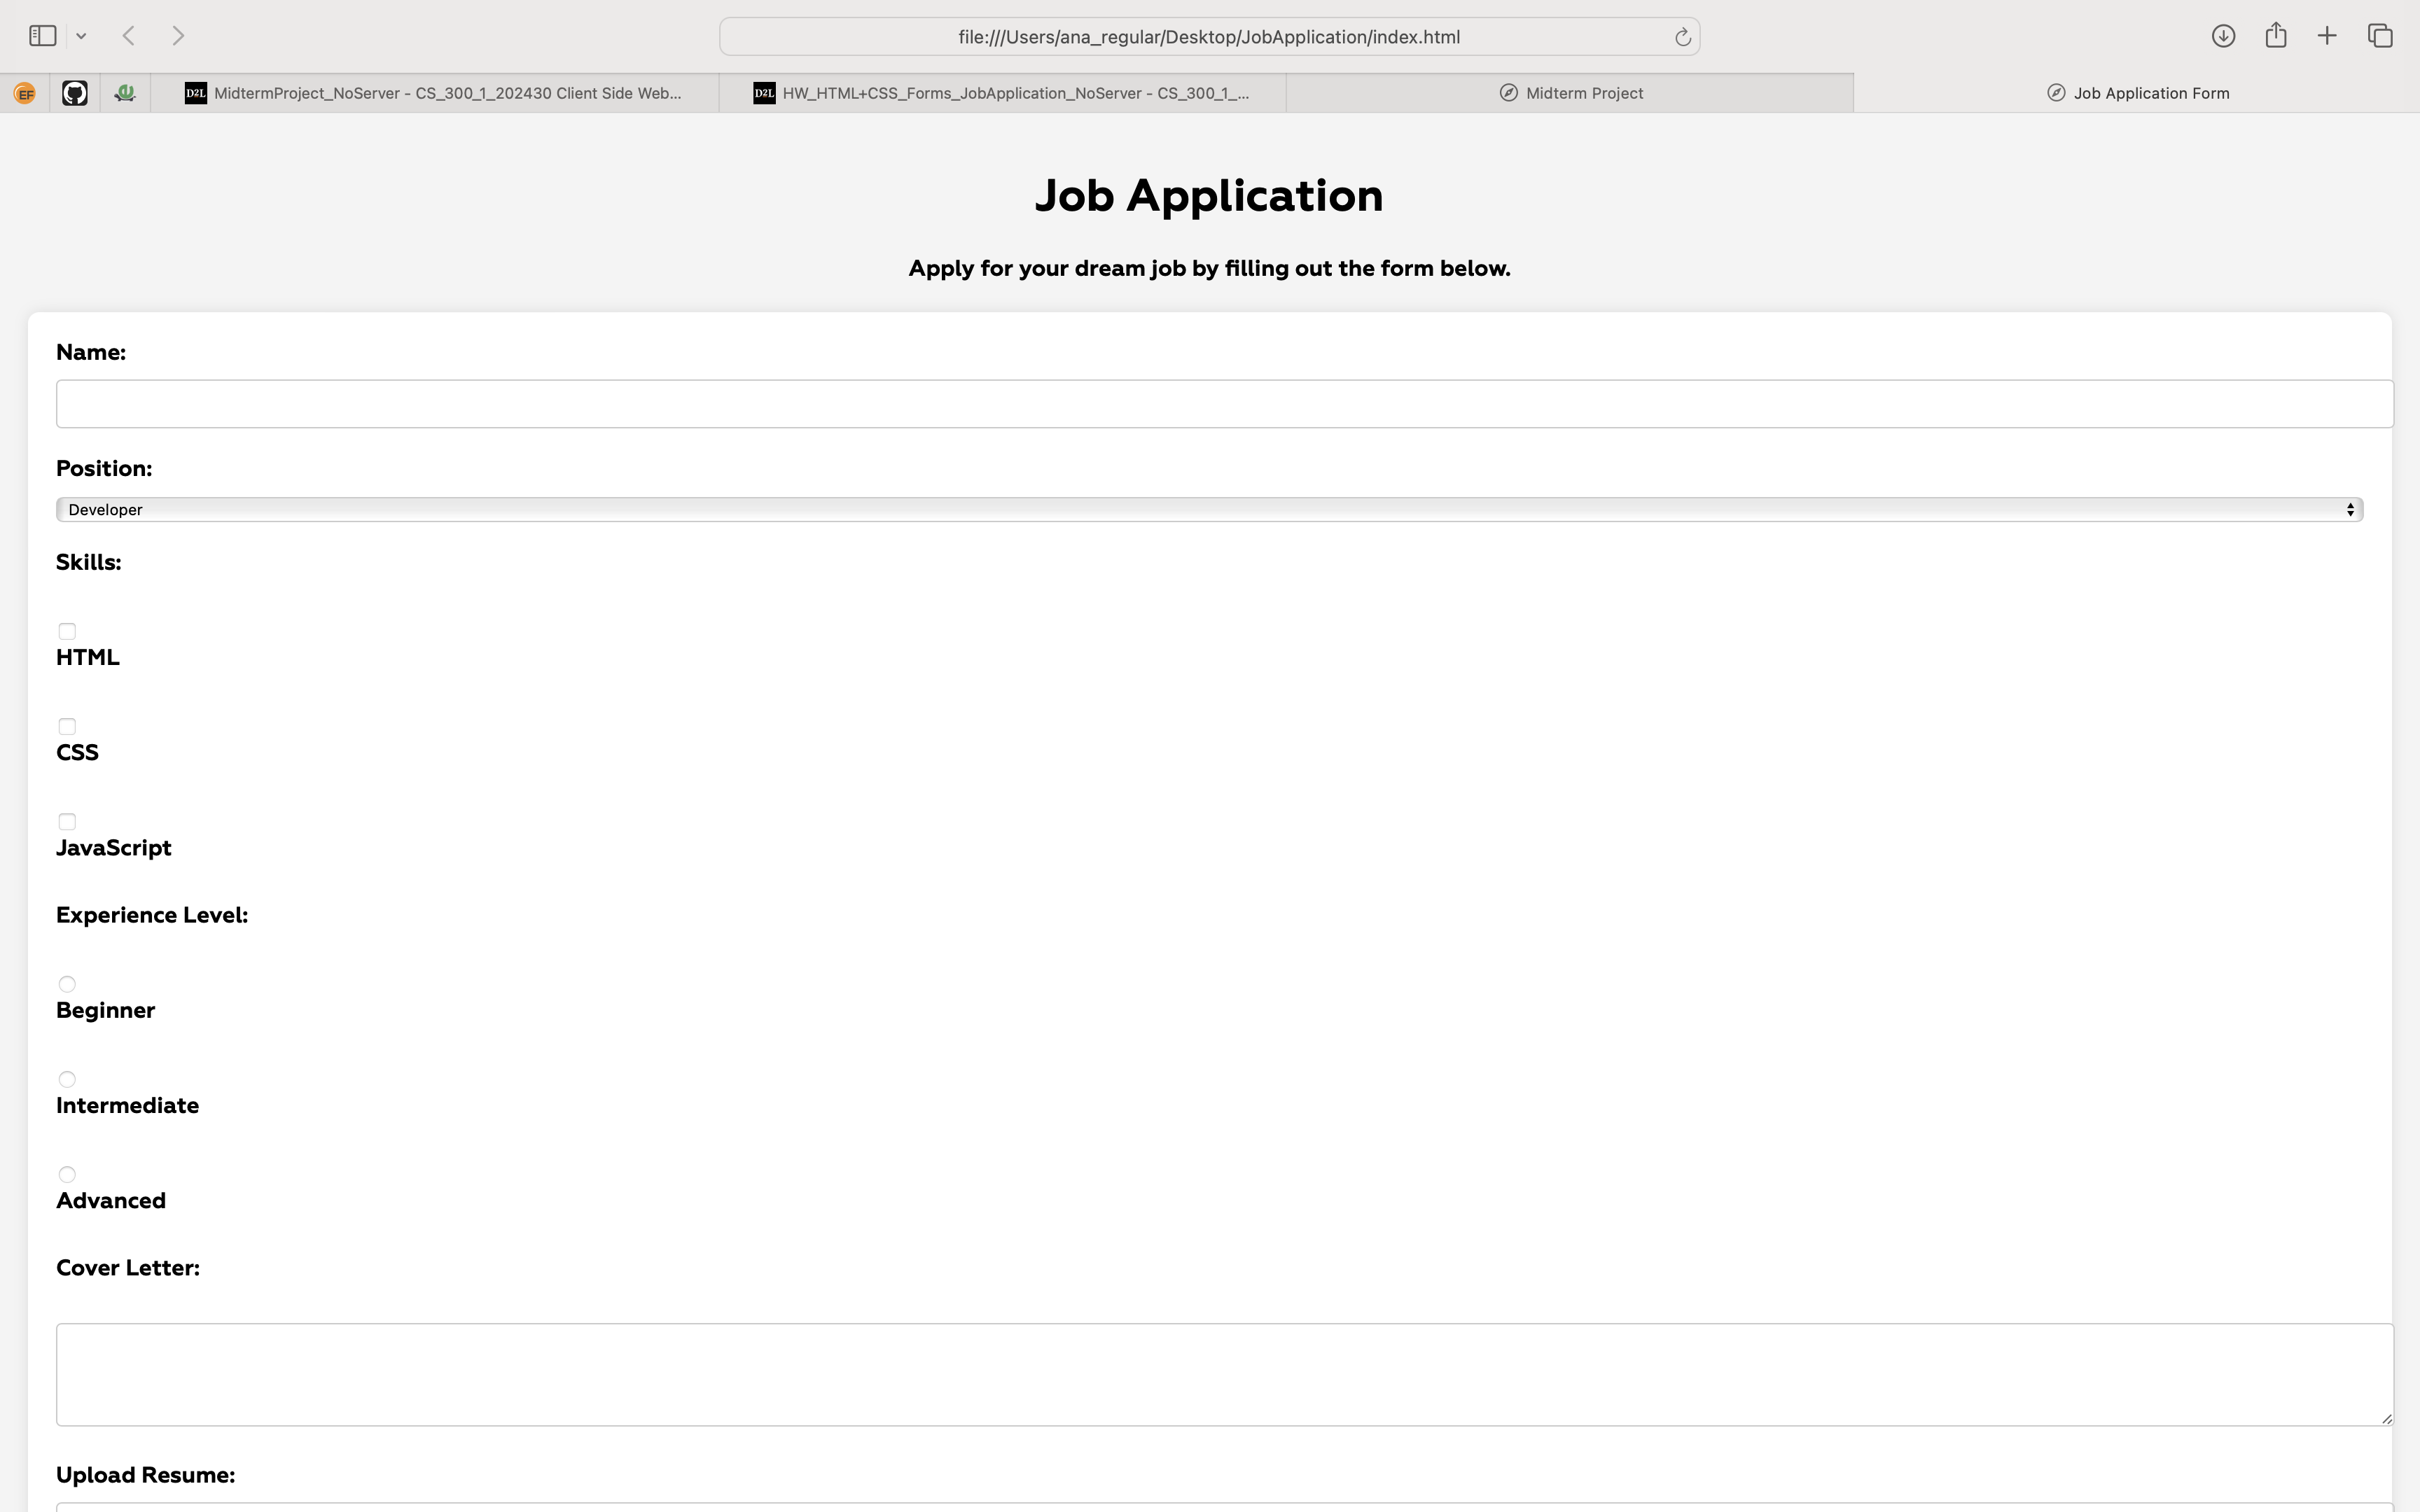 file:///Users/ana_regular/Desktop/JobApplication/index.html
EF
D2L MidtermProject_NoServer - CS_300_1_202430 Client Side Web...
D2L HW_HTML+CSS_Forms_JobApplication_NoServer - CS_300_1_...
Midterm Project
Job Application Form
Job Application
Apply for your dream job by filling out the form below.
Name:
Position:
Developer
Skills:
HTML
CSS
JavaScript
Experience Level:
Beginner
Intermediate
Advanced
Cover Letter:
Upload Resume: